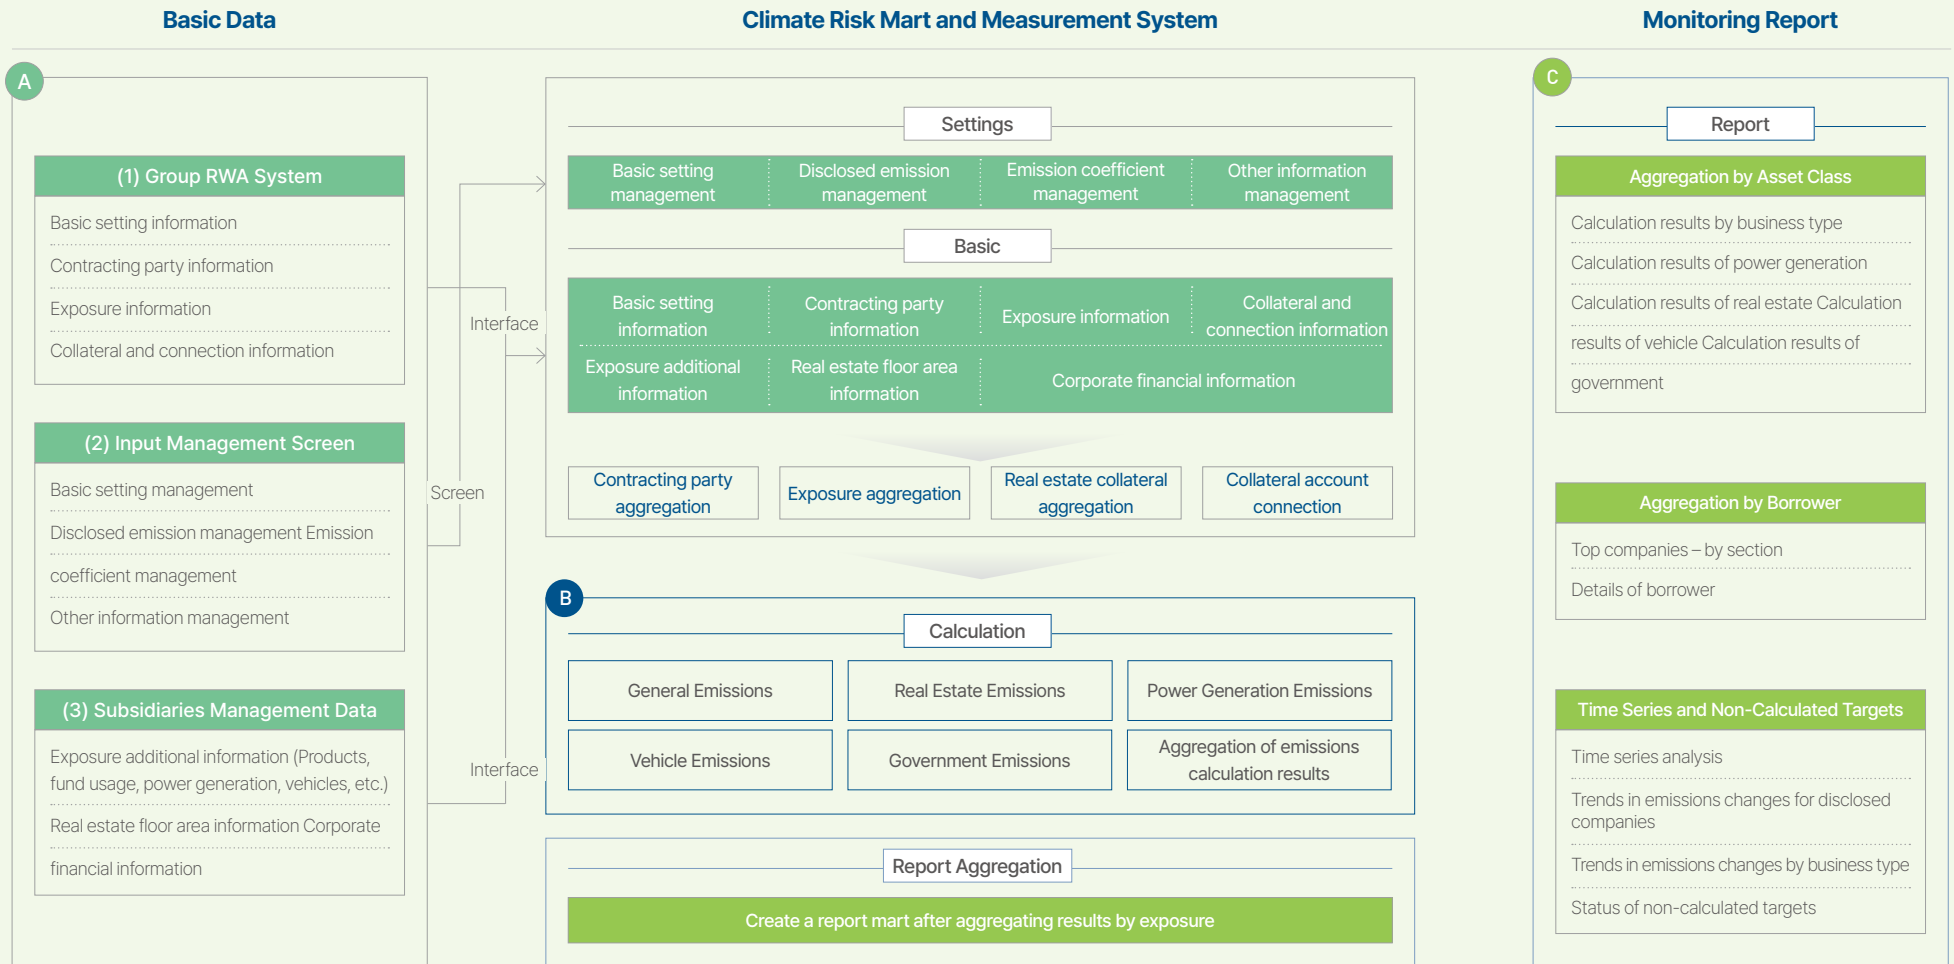 Basic Data
Climate Risk Mart and Measurement System
Monitoring Report
A
(1) Group RWA System
Basic setting information
Contracting party information
Exposure information
Collateral and connection information
(2) Input Management Screen
Basic setting management
Disclosed emission management Emission
coefficient management
Other information management
(3) Subsidiaries Management Data
Exposure additional information (Products,
fund usage, power generation, vehicles, etc.)
Real estate floor area information Corporate
financial information
Interface
Screen
Interface
Settings
Basic setting
management
Disclosed emission
management
Emission coefficient
management
Other information
management
Basic
Basic setting
information
Contracting party
information
Exposure information
Collateral and
connection information
Exposure additional
information
Real estate floor area
information
Corporate financial information
Contracting party
aggregation
Exposure aggregation
Real estate collateral
aggregation
Collateral account
connection
B
Calculation
General Emissions
Real Estate Emissions
Power Generation Emissions
Vehicle Emissions
Government Emissions
Aggregation of emissions
calculation results
Report Aggregation
Create a report mart after aggregating results by exposure
C
Report
Aggregation by Asset Class
Calculation results by business type
Calculation results of power generation
Calculation results of real estate Calculation
results of vehicle Calculation results of
government
Aggregation by Borrower
Top companies – by section
Details of borrower
Time Series and Non-Calculated Targets
Time series analysis
Trends in emissions changes for disclosed
companies
Trends in emissions changes by business type
Status of non-calculated targets